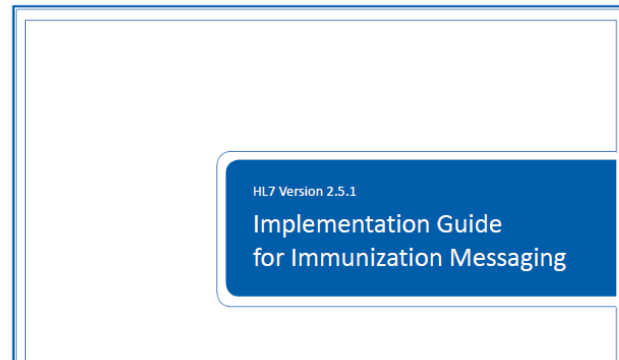 HL7 Version 2.5.1
Implementation Guide
for Immunization Messaging